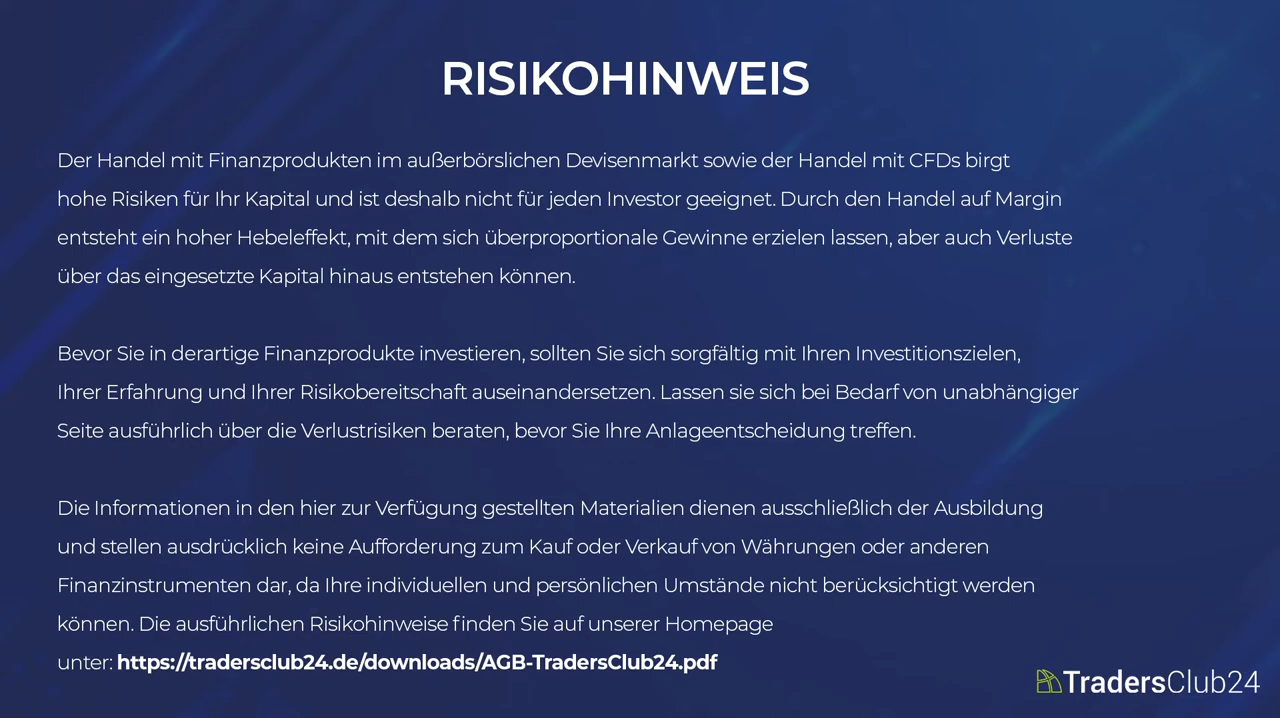 RISIKOHINWEIS
Der Handel mit Finanzprodukten im außerbörslichen Devisenmarkt sowie der Handel mit CFDs birgt
hohe Risiken für Ihr Kapital und ist deshalb nicht für jeden Investor geeignet. Durch den Handel auf Margin
entsteht ein hoher Hebeleffekt, mit dem sich überproportionale Gewinne erzielen lassen, aber auch Verluste
über das eingesetzte Kapital hinaus entstehen können.
Bevor Sie in derartige Finanzprodukte investieren, sollten Sie sich sorgfältig mit Ihren Investitionszielen,
Ihrer Erfahrung und Ihrer Risikobereitschaft auseinandersetzen. Lassen sie sich bei Bedarf von unabhängiger
Seite ausführlich über die Verlustrisiken beraten, bevor Sie Ihre Anlageentscheidung treffen.
Die Informationen in den hier zur Verfügung gestellten Materialien dienen ausschließlich der Ausbildung
und stellen ausdrücklich keine Aufforderung zum Kauf oder Verkauf von Währungen oder anderen
Finanzinstrumenten dar, da Ihre individuellen und persönlichen Umstände nicht berücksichtigt werden
können. Die ausführlichen Risikohinweise finden Sie auf unserer Homepage
unter: https://tradersclub24.de/downloads/AGB-TradersClub24.pdf
TradersClub24